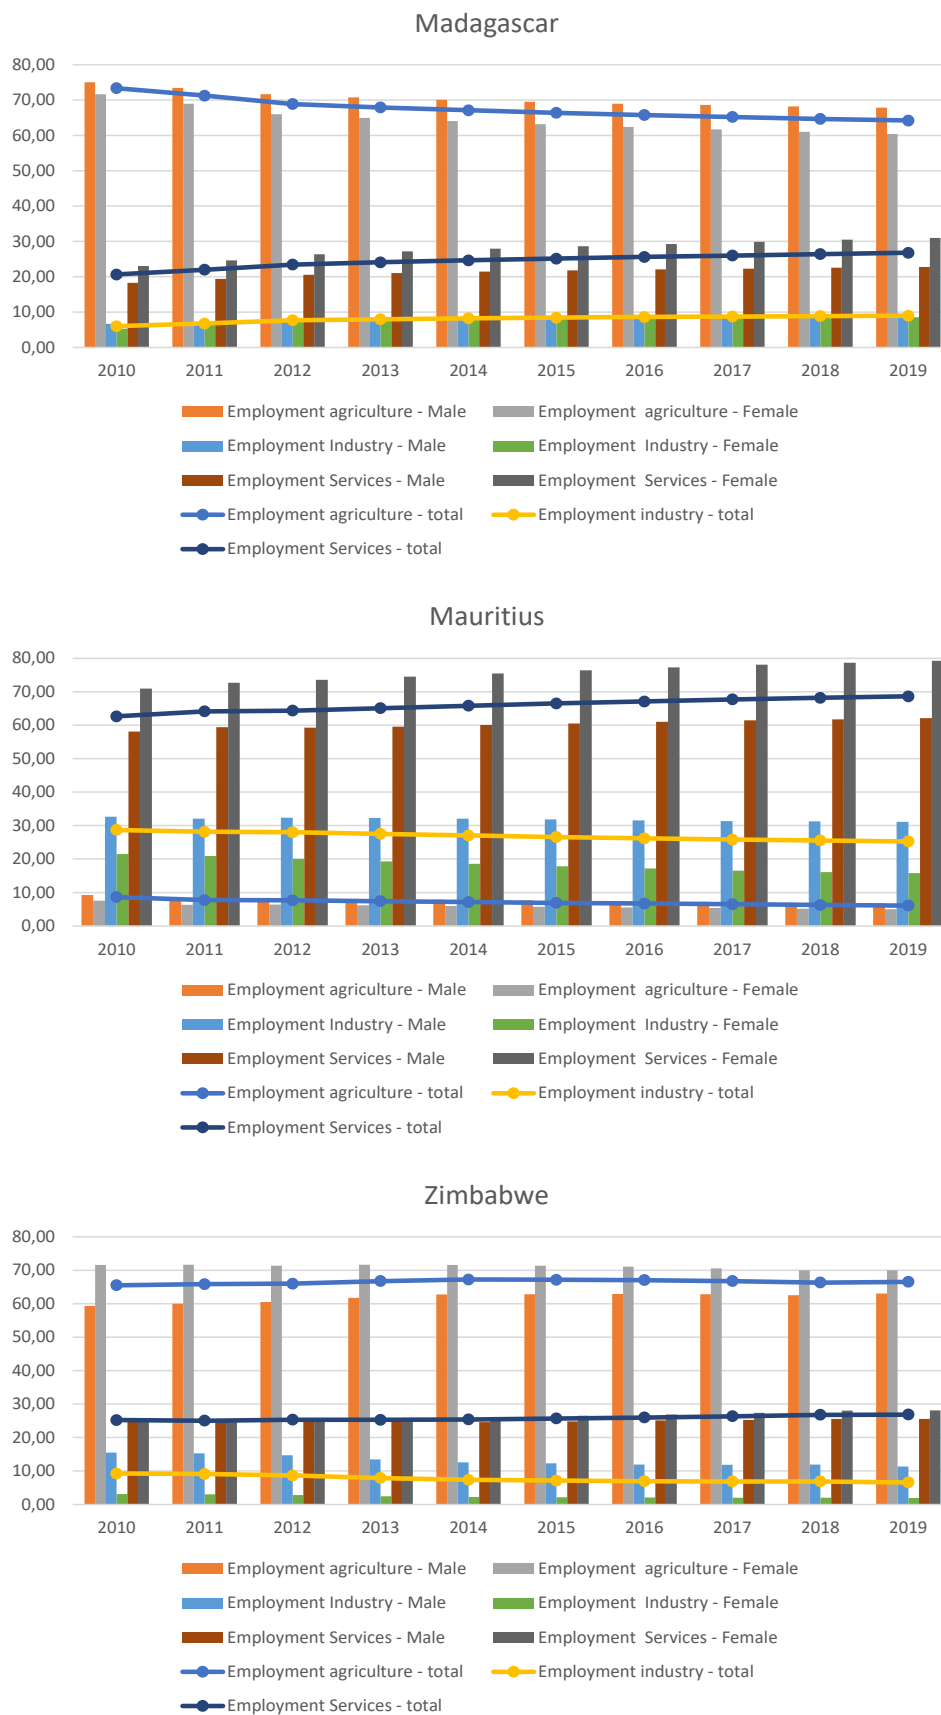 Madagascar
80,00
70,00
60,00
50,00
40,00
30,00
20,00
10,00
0,00
2010 2011 2012 2013 2014 2015 2016 2017 2018 2019
Employment agriculture - Male Employment  agriculture - Female
Employment Industry - Male Employment  Industry - Female
Employment Services - Male Employment  Services - Female
Employment agriculture - total Employment industry - total
Employment Services - total
Mauritius
80,00
70,00
60,00
50,00
40,00
30,00
20,00
10,00
0,00
2010 2011 2012 2013 2014 2015 2016 2017 2018 2019
Employment agriculture - Male Employment  agriculture - Female
Employment Industry - Male Employment  Industry - Female
Employment Services - Male Employment  Services - Female
Employment agriculture - total Employment industry - total
Employment Services - total
Zimbabwe
80,00
70,00
60,00
50,00
40,00
30,00
20,00
10,00
0,00
2010 2011 2012 2013 2014 2015 2016 2017 2018 2019
Employment agriculture - Male Employment  agriculture - Female
Employment Industry - Male Employment  Industry - Female
Employment Services - Male Employment  Services - Female
Employment agriculture - total Employment industry - total
Employment Services - total